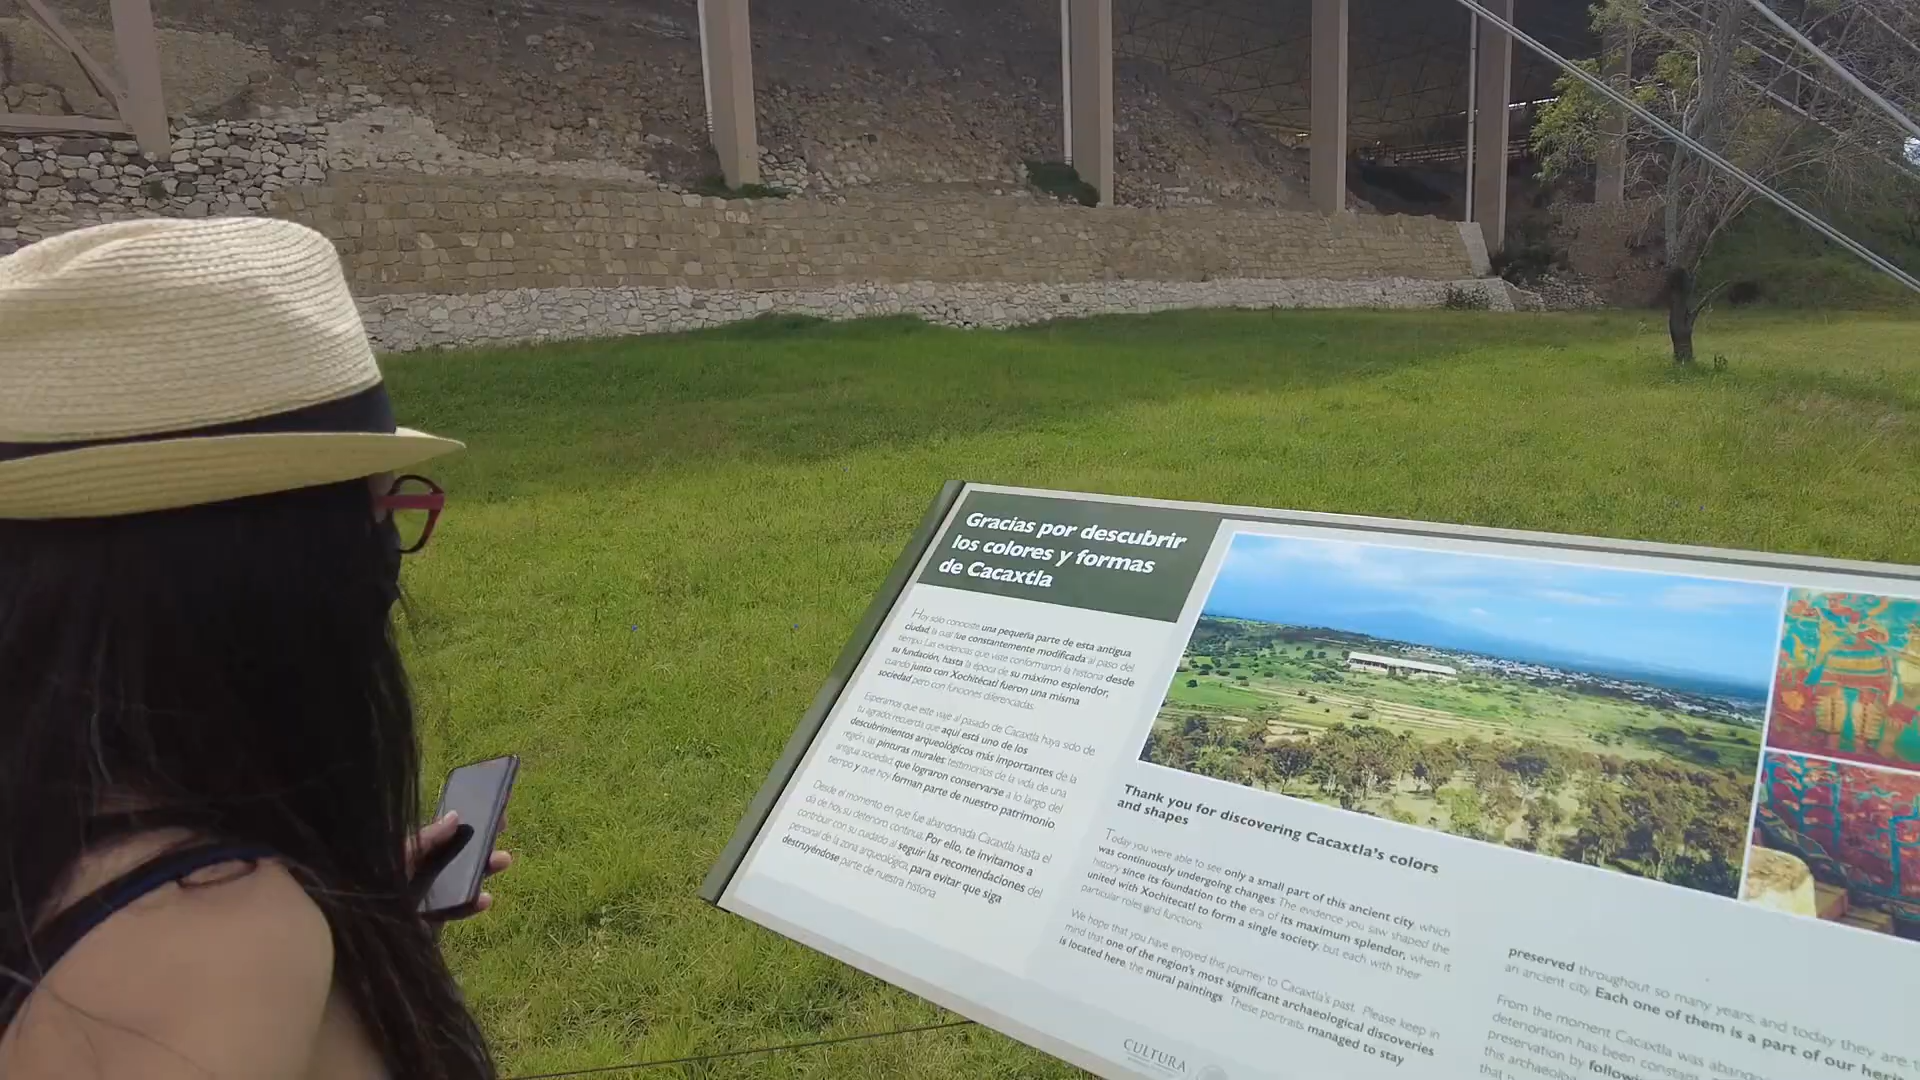 Gracias por descubrir
los colores y formas
de Cacaxtla
Hoy sólo conociste una pequeña parte de esta antigua
ciudad, la cual fue constantemente modificada al paso del
tiempo. Las evidencias que viste conformaron la historia desde
su fundación, hasta la época de su máximo esplendor,
cuando junto con Xochitécatl fueron una misma
sociedad pero con funciones diferenciadas.
Esperamos que este viaje al pasado de Cacaxtla haya sido de
tu agrado; recuerda que aquí está uno de los
descubrimientos arqueológicos más importantes de la
región, las pinturas murales, testimonios de la vida de una
antigua sociedad, que lograron conservarse a lo largo del
tiempo y que hoy forman parte de nuestro patrimonio.
Desde el momento en que fue abandonada Cacaxtla hasta el
día de hoy, su deterioro continua. Por ello, te invitamos a
contribuir con su cuidado al seguir las recomendaciones del
personal de la zona arqueológica, para evitar que siga
destruyéndose parte de nuestra historia.
Thank you for discovering Cacaxtla's colors
and shapes
Today you were able to see only a small part of this ancient city, which
was continuously undergoing changes. The evidence you saw shaped the
history since its foundation to the era of its maximum splendor, when it
united with Xochitecatl to form a single society, but each with their
particular roles and functions.
We hope that you have enjoyed this journey to Cacaxtla's past. Please keep in
mind that one of the region's most significant archaeological discoveries
is located here, the mural paintings. These portraits managed to stay
preserved throughout so many years, and today they are
an ancient city. Each one of them is a part of our
From the moment Cacaxtla was
deterioration has been
preservation by
this
that
CULTURA